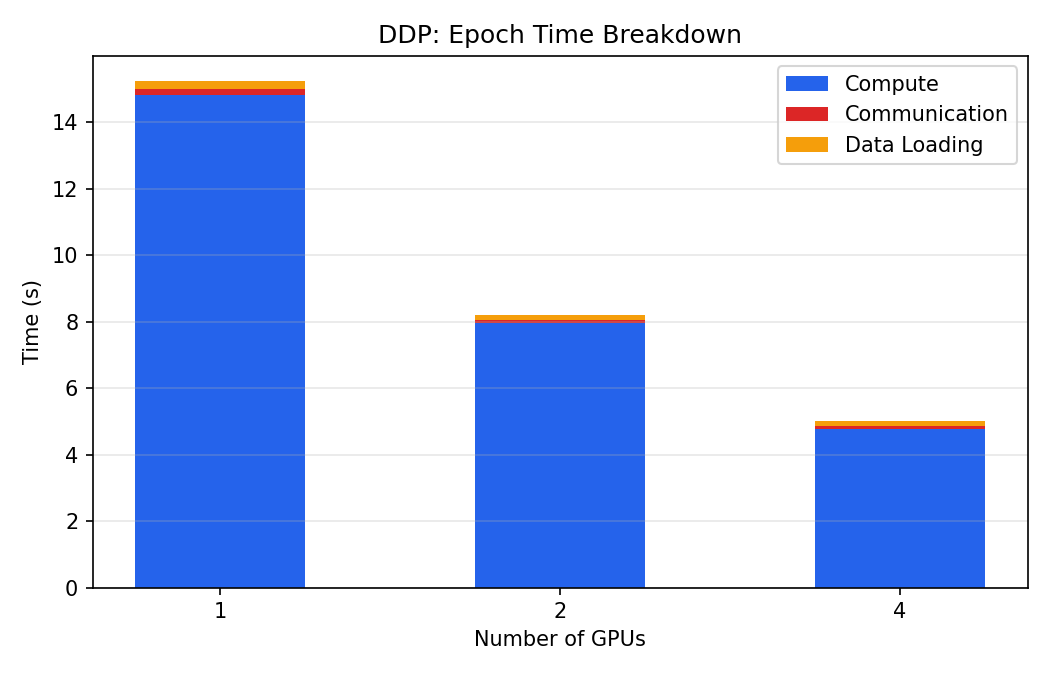 DDP: Epoch Time Breakdown
Compute
Communication
Data Loading
Time (s)
14
12
10
8
6
4
2
0
1
2
4
Number of GPUs